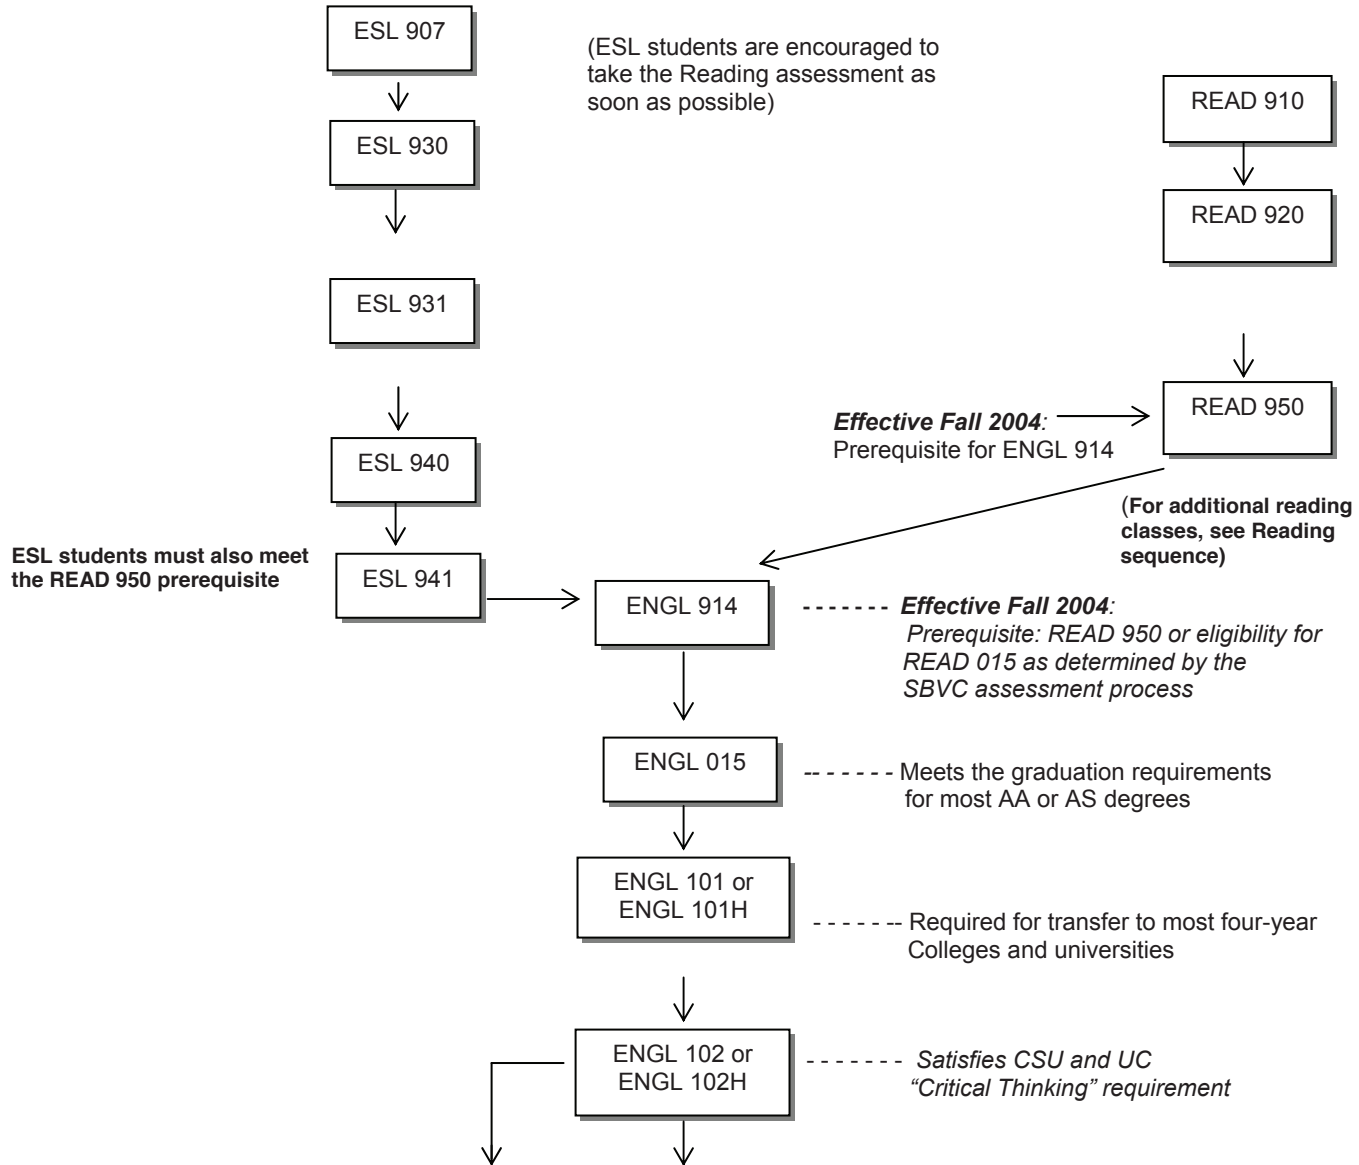 ESL 907
(ESL students are encouraged to
take the Reading assessment as
soon as possible)
READ 910
ESL 930
READ 920
ESL 931
READ 950
Effective Fall 2004:
Prerequisite for ENGL 914
ESL 940
(For additional reading
classes, see Reading
sequence)
ESL students must also meet
the READ 950 prerequisite
ESL 941
ENGL 914
Effective Fall 2004:
Prerequisite: READ 950 or eligibility for
READ 015 as determined by the
SBVC assessment process
ENGL 015
Meets the graduation requirements
for most AA or AS degrees
ENGL 101 or
ENGL 101H
Required for transfer to most four-year
Colleges and universities
ENGL 102 or
ENGL 102H
Satisfies CSU and UC
“Critical Thinking” requirement